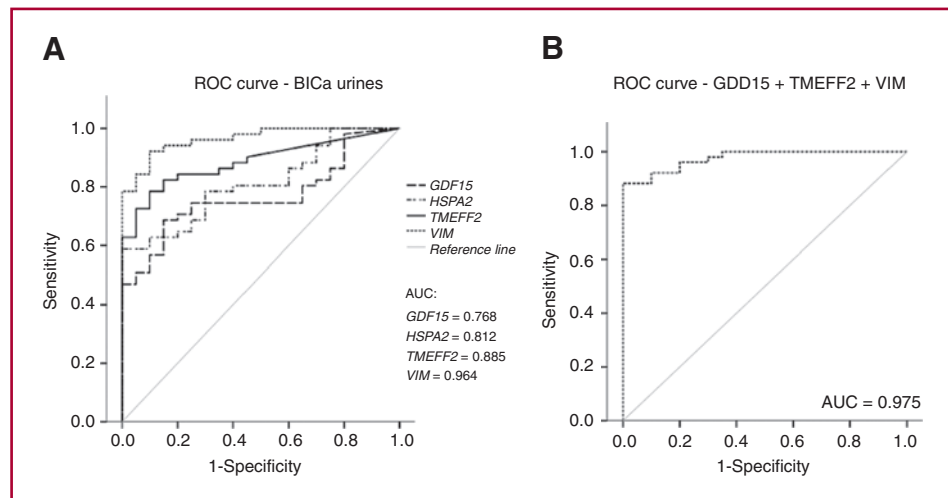 A
ROC curve - BlCa urines
1.0
0.8
0.6
0.4
0.2
0.0
Sensitivity
0.0 0.2 0.4 0.6 0.8 1.0
1-Specificity
GDF15
HSPA2
TMEFF2
VIM
Reference line
AUC:
GDF15 = 0.768
HSPA2 = 0.812
TMEFF2 = 0.885
VIM = 0.964
B
ROC curve - GDD15 + TMEFF2 + VIM
1.0
0.8
0.6
0.4
0.2
0.0
Sensitivity
AUC = 0.975
0.0 0.2 0.4 0.6 0.8 1.0
1-Specificity